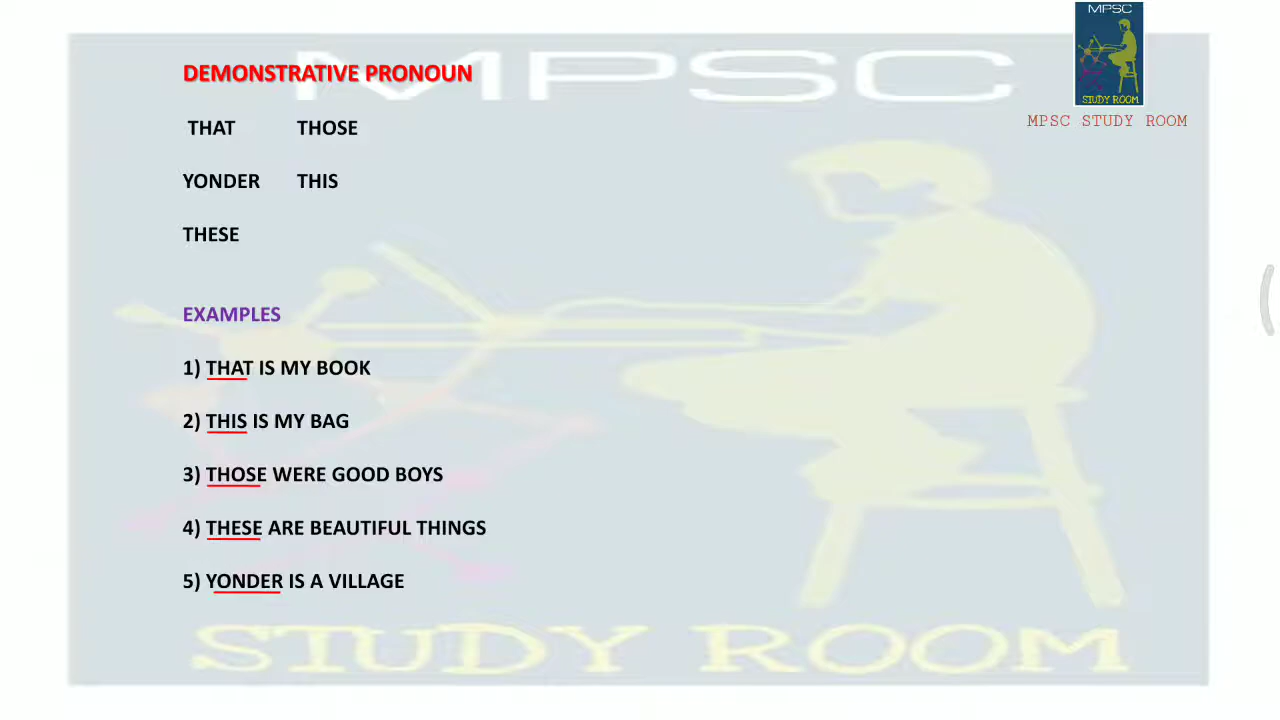 MPSC
DEMONSTRATIVE PRONOUN
MPSC
STUDY ROOM
MPSC STUDY ROOM
THAT THOSE
YONDER THIS
THESE
EXAMPLES
1) THAT IS MY BOOK
2) THIS IS MY BAG
3) THOSE WERE GOOD BOYS
4) THESE ARE BEAUTIFUL THINGS
5) YONDER IS A VILLAGE
STUDY ROOM